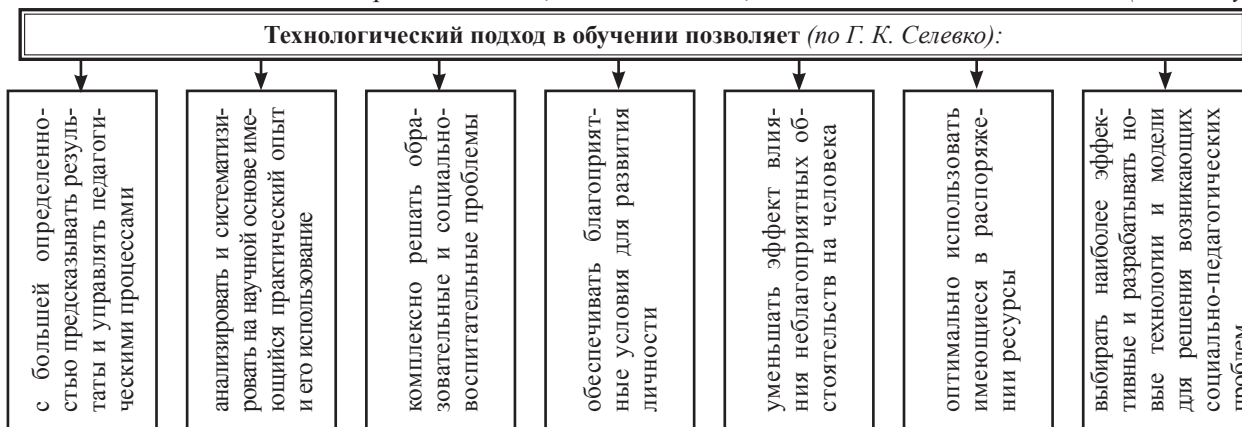 Технологический подход в обучении позволяет (по Г. К. Селевко):
с большей определенно-
стью предсказывать резуль-
таты и управлять педагоги-
ческими процессами
анализировать и систематизи-
ровать на научной основе име-
ющийся практический опыт
и его использование
комплексно решать обра-
зовательные и социально-
воспитательные проблемы
обеспечивать благоприят-
ные условия для развития
личности
уменьшать эффект влия-
ния неблагоприятных об-
стоятельств на человека
оптимально использовать
имеющиеся в распоряже-
нии ресурсы
выбирать наиболее эффек-
тивные и разрабатывать но-
вые технологии и модели
для решения возникающих
социально-педагогических
проблем